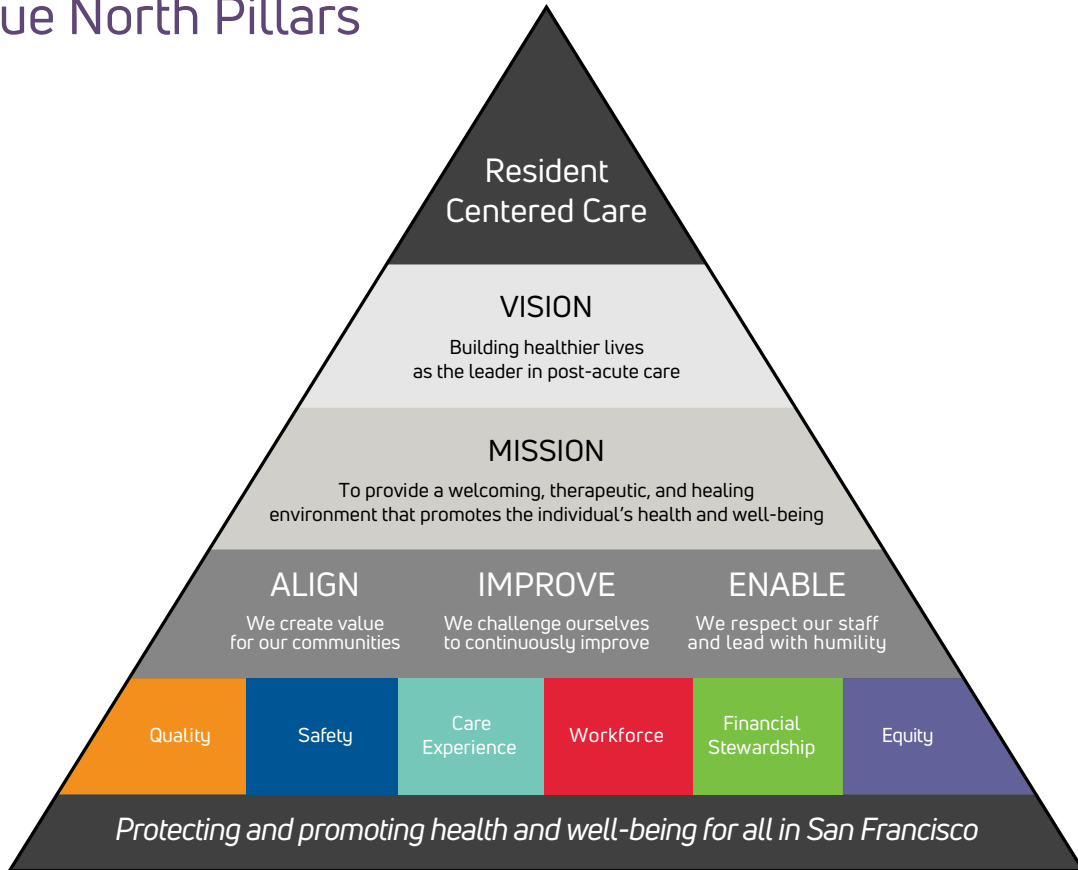 ue North Pillars
Resident
Centered Care
VISION
Building healthier lives
as the leader in post-acute care
MISSION
To provide a welcoming, therapeutic, and healing
environment that promotes the individual's health and well-being
ALIGN
We create value
for our communities
IMPROVE
We challenge ourselves
to continuously improve
ENABLE
We respect our staff
and lead with humility
Quality
Safety
Care
Experience
Workforce
Financial
Stewardship
Equity
Protecting and promoting health and well-being for all in San Francisco